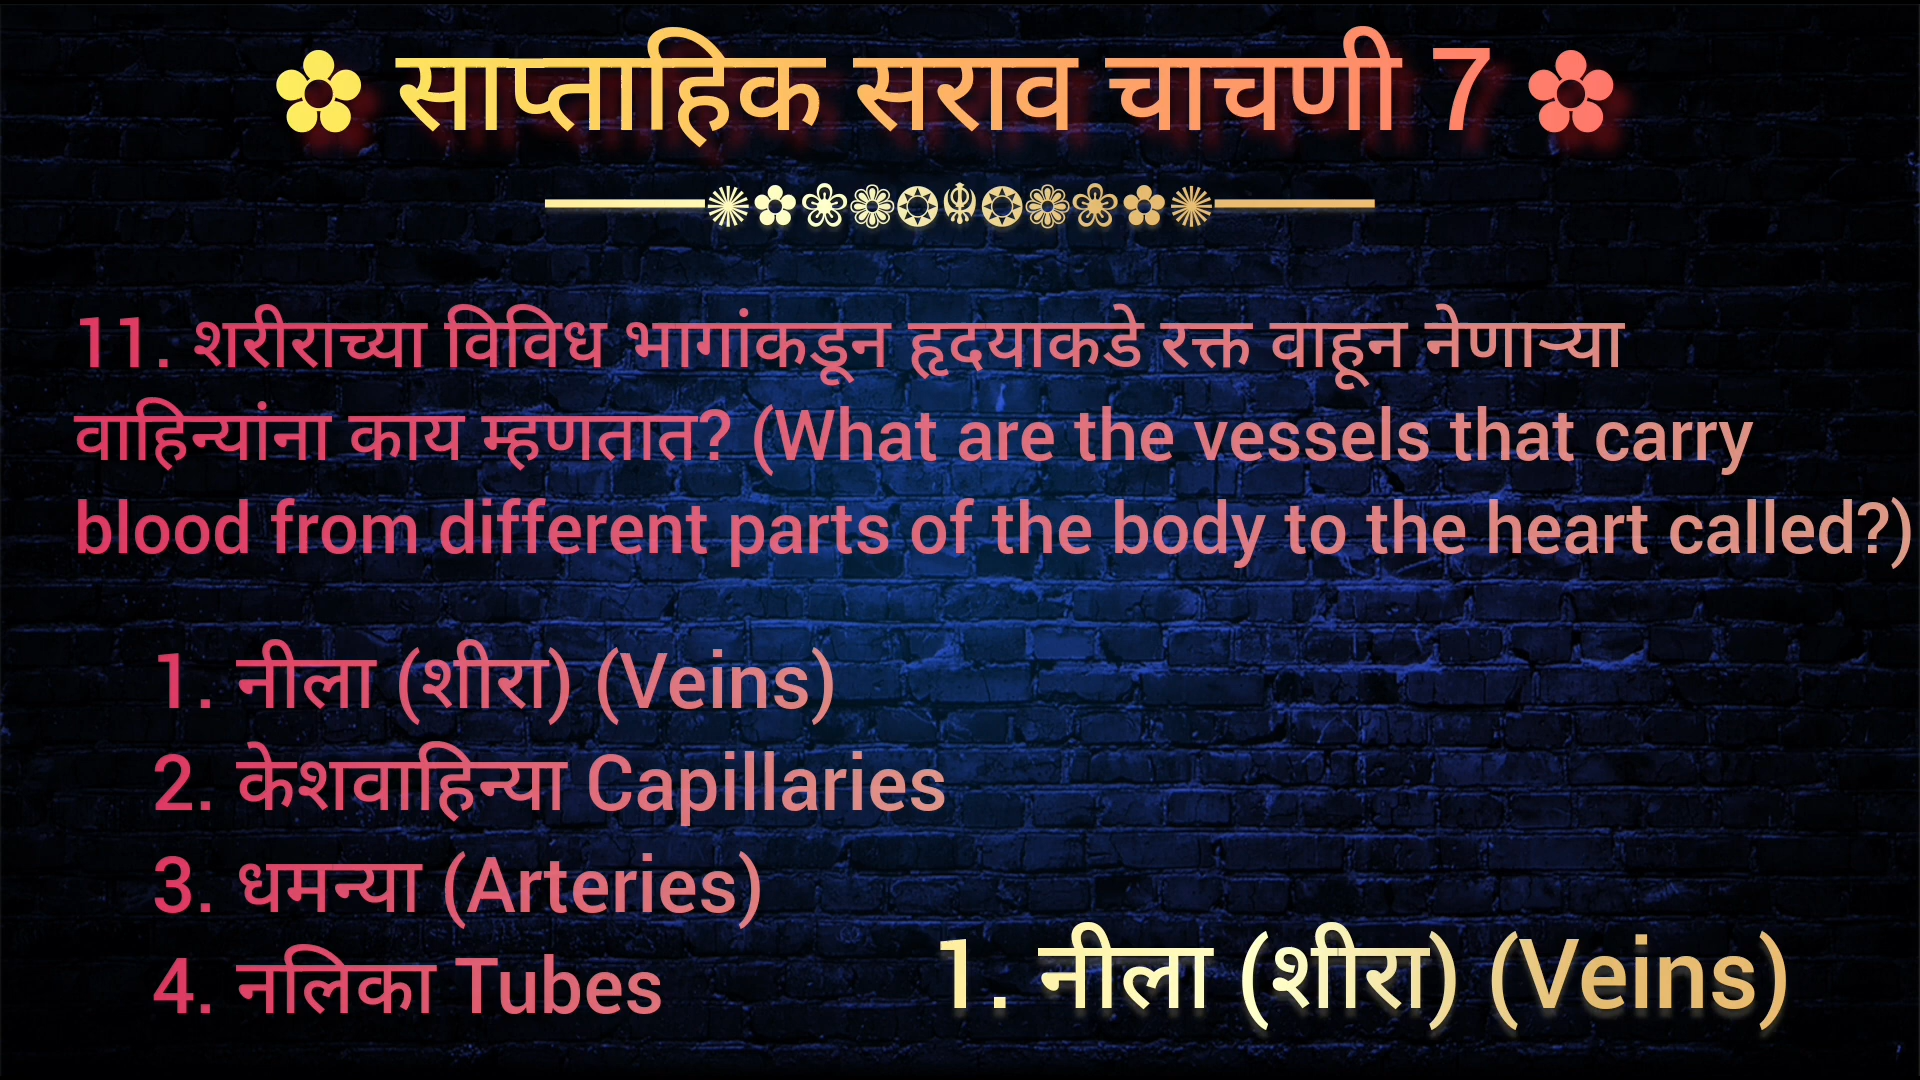 ✿ साप्ताहिक सराव चाचणी 7 ✿
11. शरीराच्या विविध भागांकडून हृदयाकडे रक्त वाहून नेणाऱ्या
वाहिन्यांना काय म्हणतात? (What are the vessels that carry
blood from different parts of the body to the heart called?)
1. नीला (शीरा) (Veins)
2. केशवाहिन्या Capillaries
3. धमन्या (Arteries)
4. नलिका Tubes
1. नीला (शीरा) (Veins)